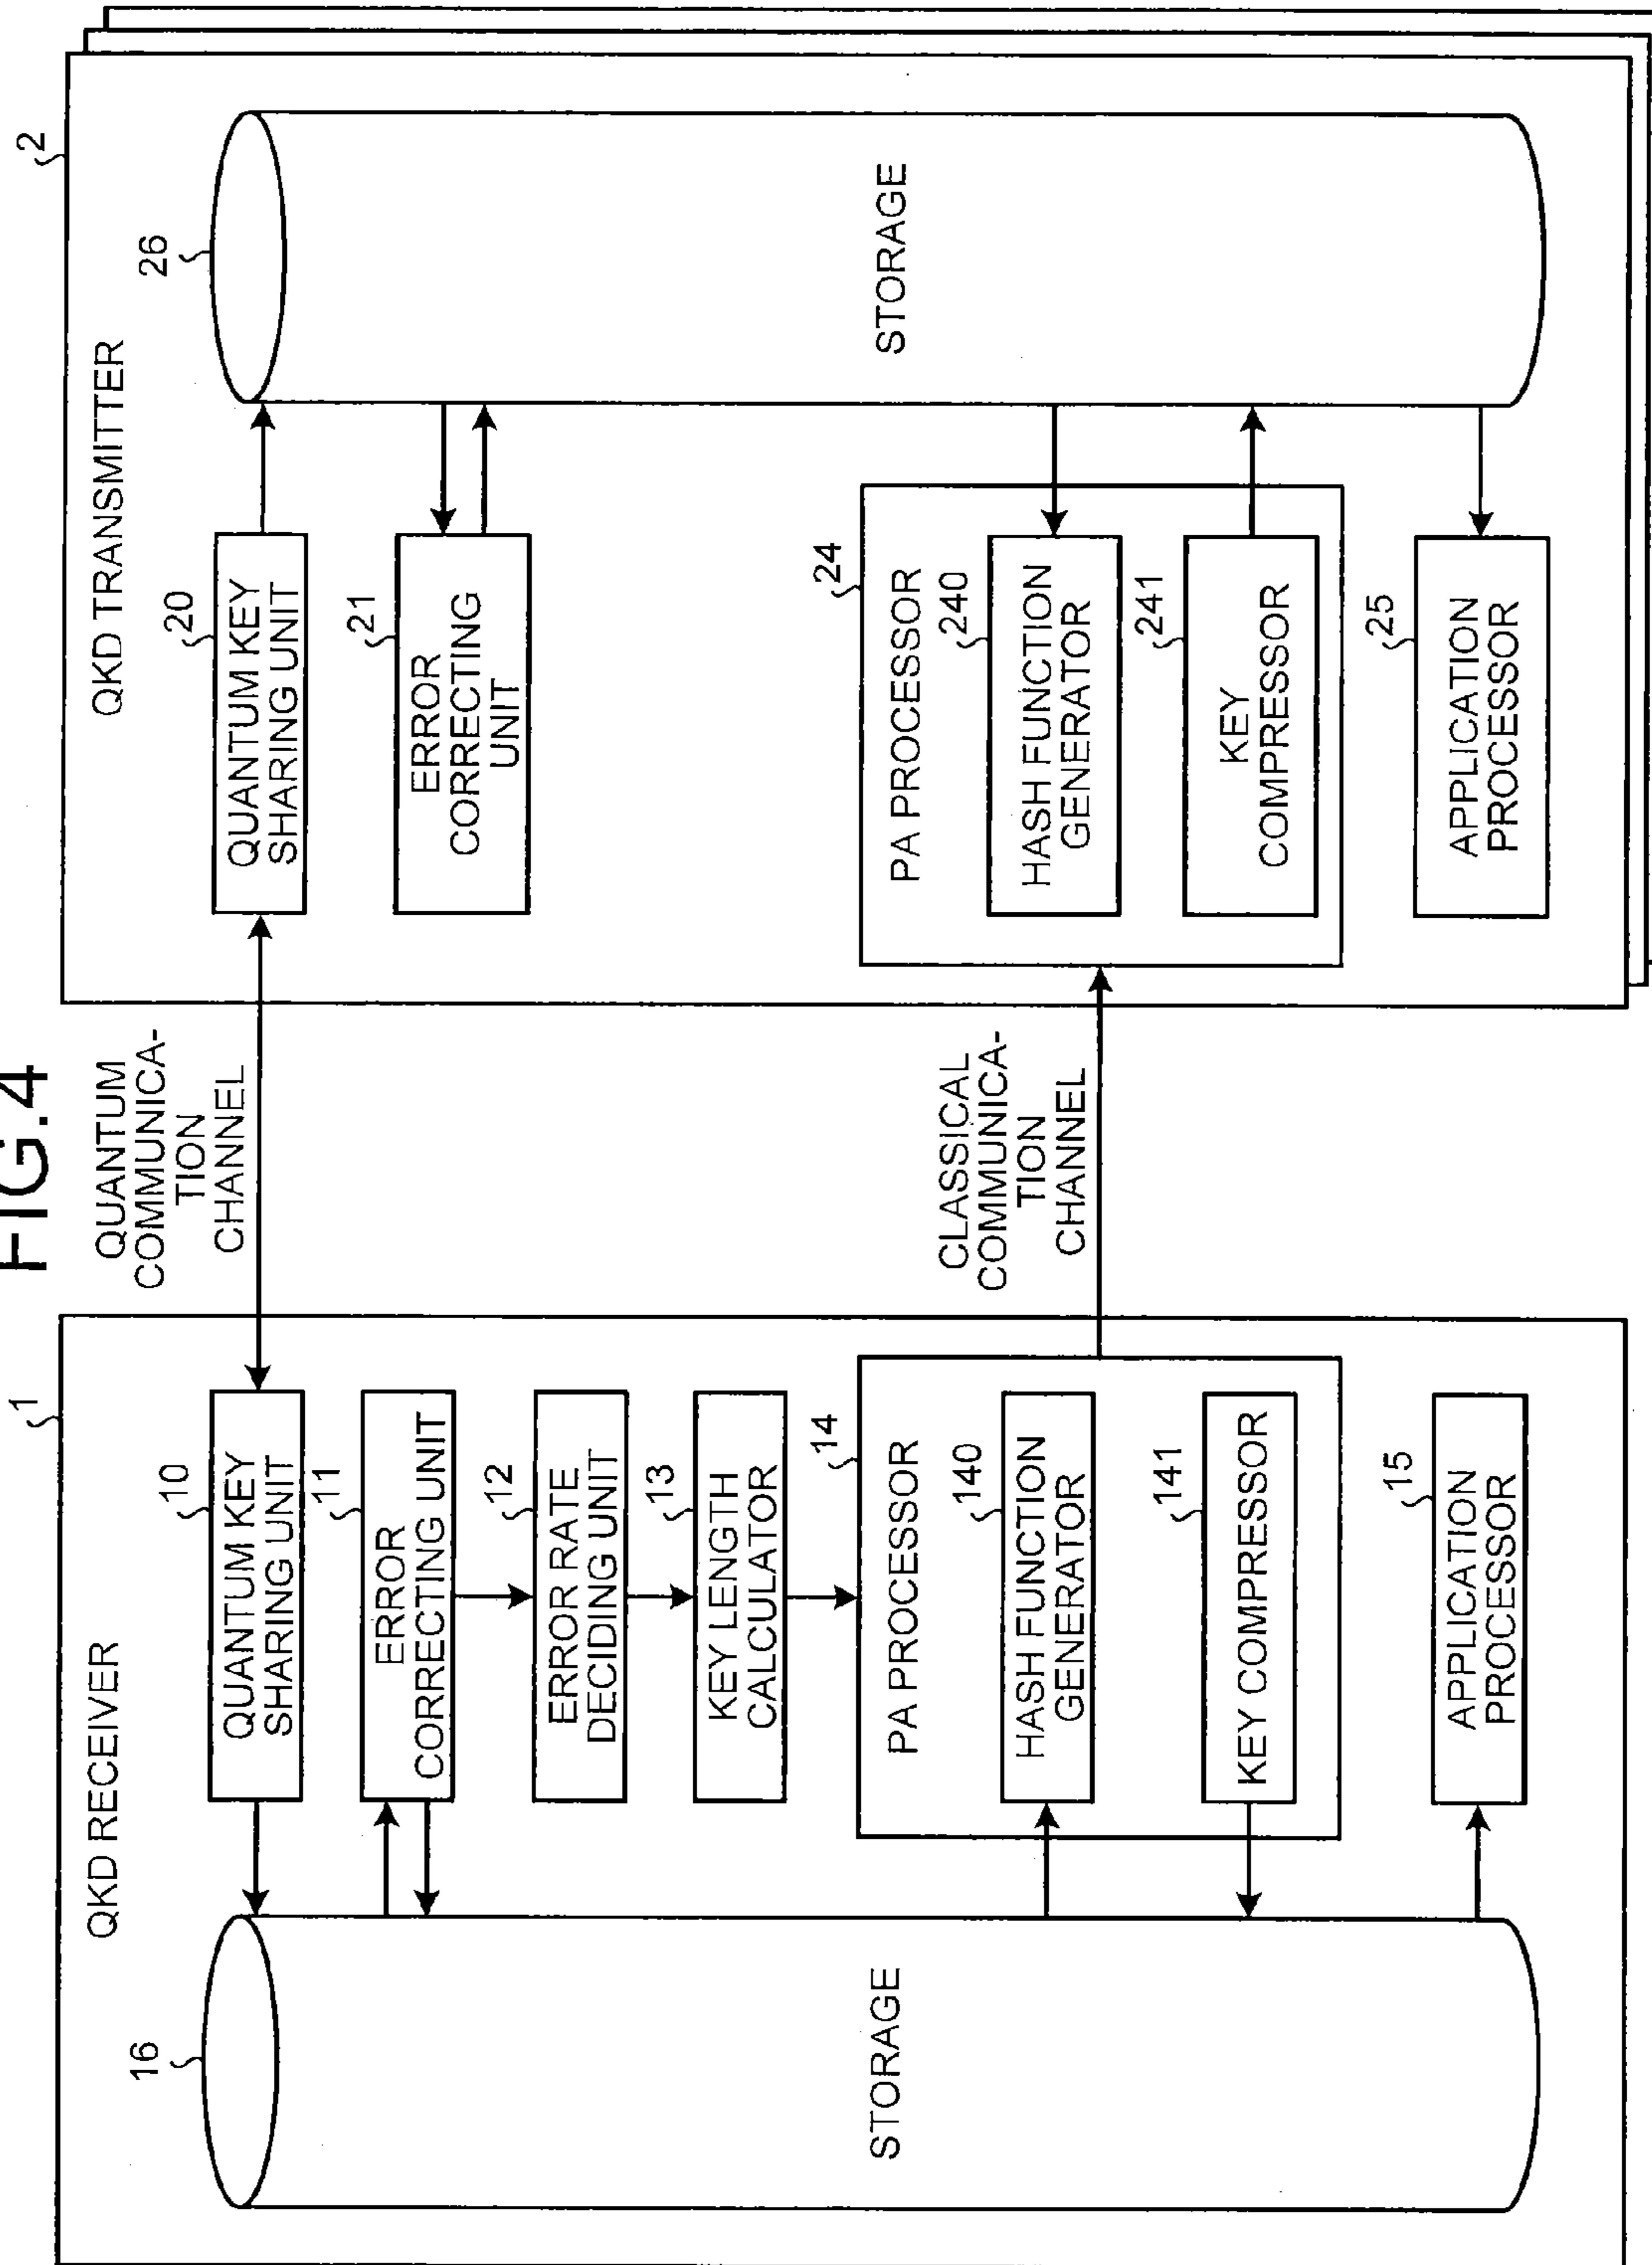 FIG.4
1
QKD RECEIVER
16
STORAGE
10
QUANTUM KEY
SHARING UNIT
11
ERROR
CORRECTING UNIT
12
ERROR RATE
DECIDING UNIT
13
KEY LENGTH
CALCULATOR
14
PA PROCESSOR
140
HASH FUNCTION
GENERATOR
141
KEY COMPRESSOR
15
APPLICATION
PROCESSOR
QUANTUM
COMMUNICA-
TION
CHANNEL
CLASSICAL
COMMUNICA-
TION
CHANNEL
2
QKD TRANSMITTER
20
QUANTUM KEY
SHARING UNIT
21
ERROR
CORRECTING
UNIT
24
PA PROCESSOR
240
HASH FUNCTION
GENERATOR
241
KEY
COMPRESSOR
25
APPLICATION
PROCESSOR
26
STORAGE